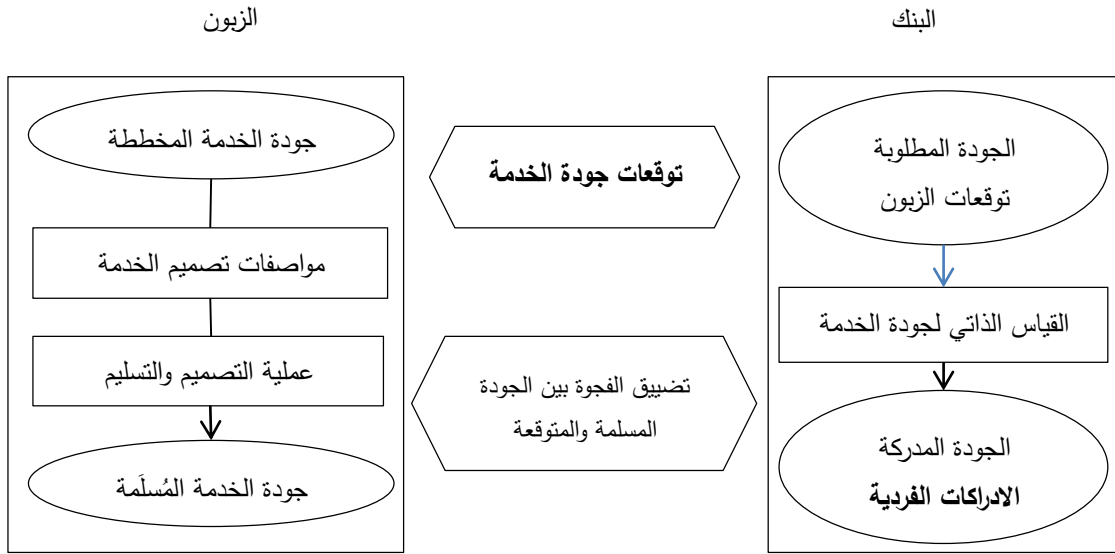 البنك
الزبون
الجودة المطلوبة
توقعات الزبون
القياس الذاتي لجودة الخدمة
الجودة المدركة
الادراكات الفردية
توقعات جودة الخدمة
تضييق الفجوة بين الجودة
المسلمة والمتوقعة
جودة الخدمة المخططة
مواصفات تصميم الخدمة
عملية التصميم والتسليم
جودة الخدمة المُسلَمة